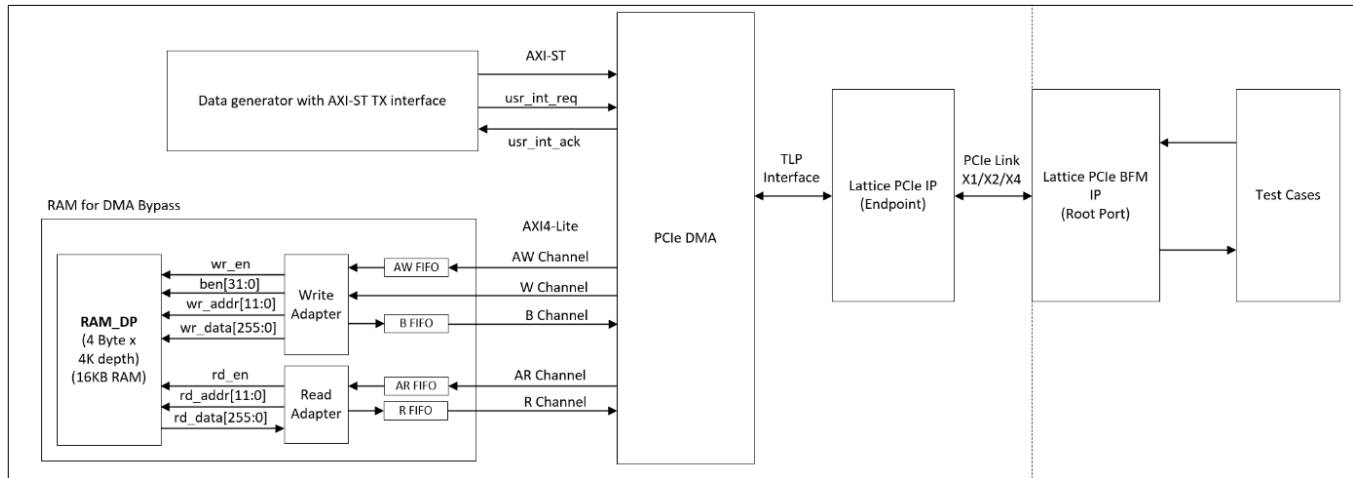 Data generator with AXI-ST TX interface
AXI-ST
usr_int_req
usr_int_ack
RAM for DMA Bypass
RAM_DP
(4 Byte x
4K depth)
(16KB RAM)
wr_en
ben[31:0]
wr_addr[11:0]
wr_data[255:0]
rd_en
rd_addr[11:0]
rd_data[255:0]
Write
Adapter
Read
Adapter
AW FIFO
B FIFO
AR FIFO
R FIFO
AXI4-Lite
AW Channel
W Channel
B Channel
AR Channel
R Channel
PCIe DMA
TLP
Interface
Lattice PCIe IP
(Endpoint)
PCIe Link
X1/X2/X4
Lattice PCIe BFM
IP
(Root Port)
Test Cases